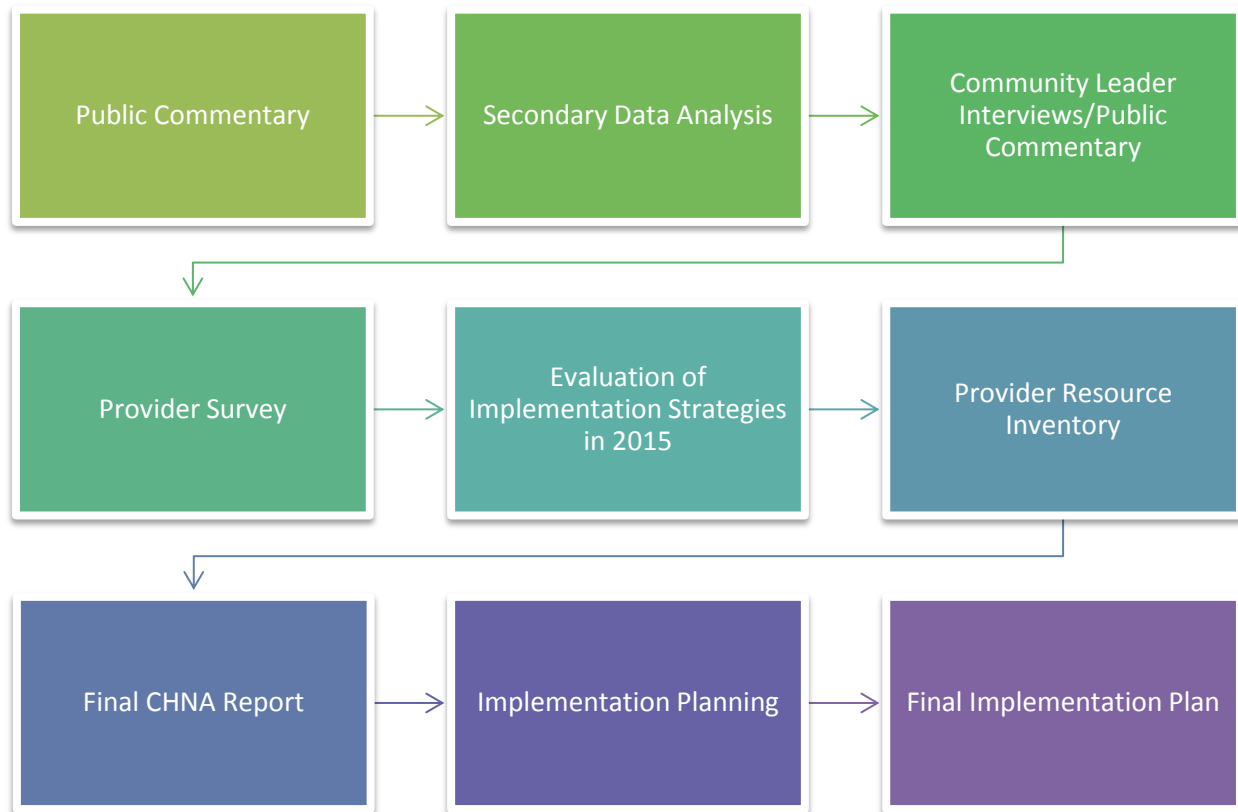 Public Commentary
Secondary Data Analysis
Community Leader
Interviews/Public
Commentary
Provider Survey
Evaluation of
Implementation Strategies
in 2015
Provider Resource
Inventory
Final CHNA Report
Implementation Planning
Final Implementation Plan